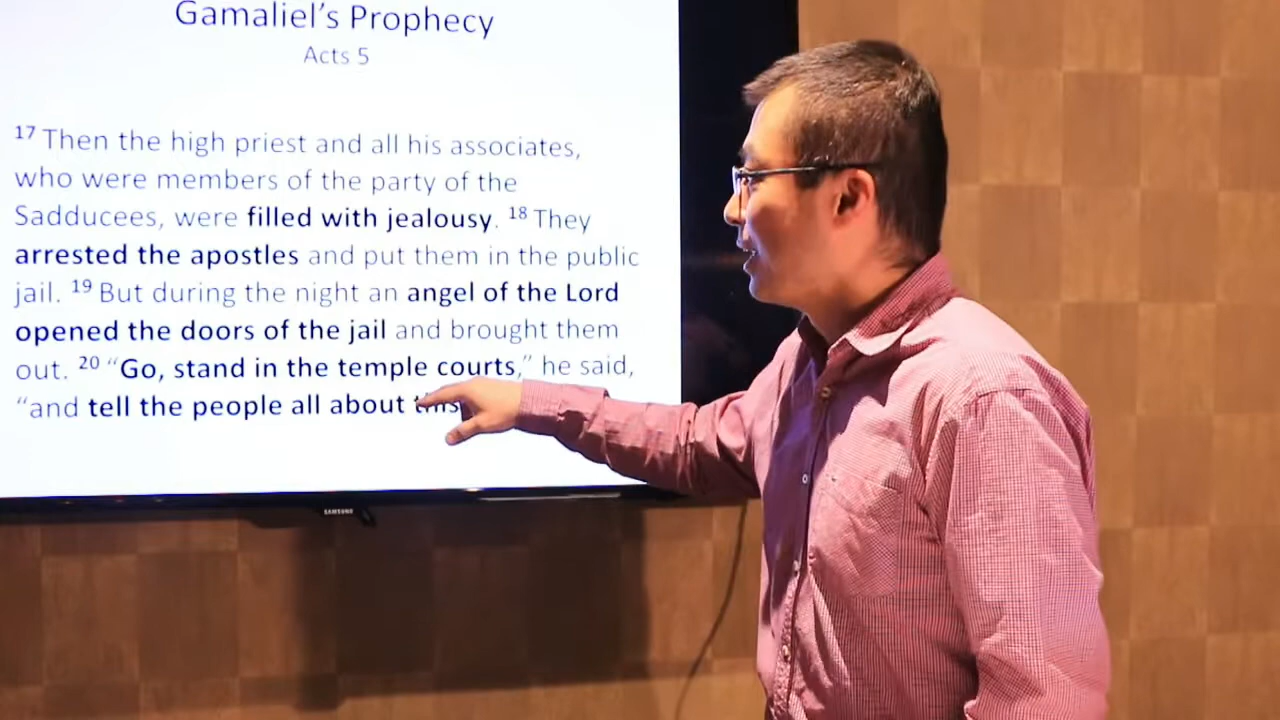 Gamaliel's Prophecy
Acts 5
17 Then the high priest and all his associates,
who were members of the party of the
Sadducees, were filled with jealousy. 18 They
arrested the apostles and put them in the public
jail. 19 But during the night an angel of the Lord
opened the doors of the jail and brought them
out. 20 “Go, stand in the temple courts,” he said,
“and tell the people all about this
SAMSUNG